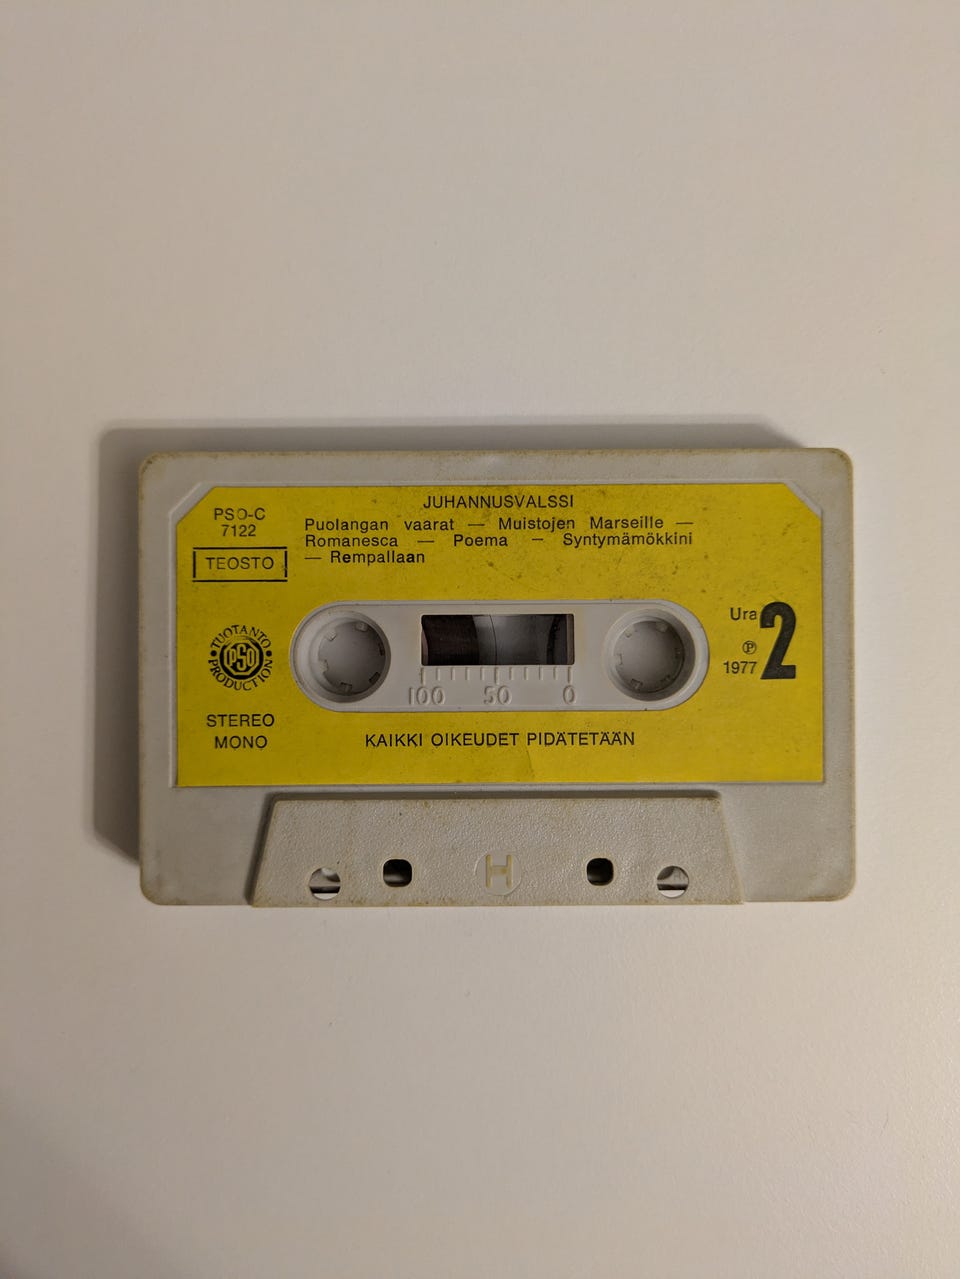 JUHANNUSVALSSI
PSO-C
7122
Puolangan vaarat — Muistojen Marseille —
Romanesca — Poema — Syntymämökkini
— Rempallaan
TEOSTO
Ura 2
℗
1977
TUOTANTO
PSO
PRODUCTION
100 50 0
STEREO
MONO
KAIKKI OIKEUDET PIDÄTETÄÄN
H